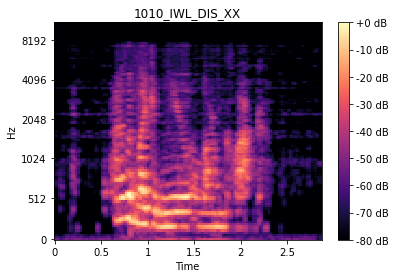 1010_IWL_DIS_XX
8192
4096
2048
1024
512
0
Hz
0 0.5 1 1.5 2 2.5
Time
+0 dB
-10 dB
-20 dB
-30 dB
-40 dB
-50 dB
-60 dB
-70 dB
-80 dB